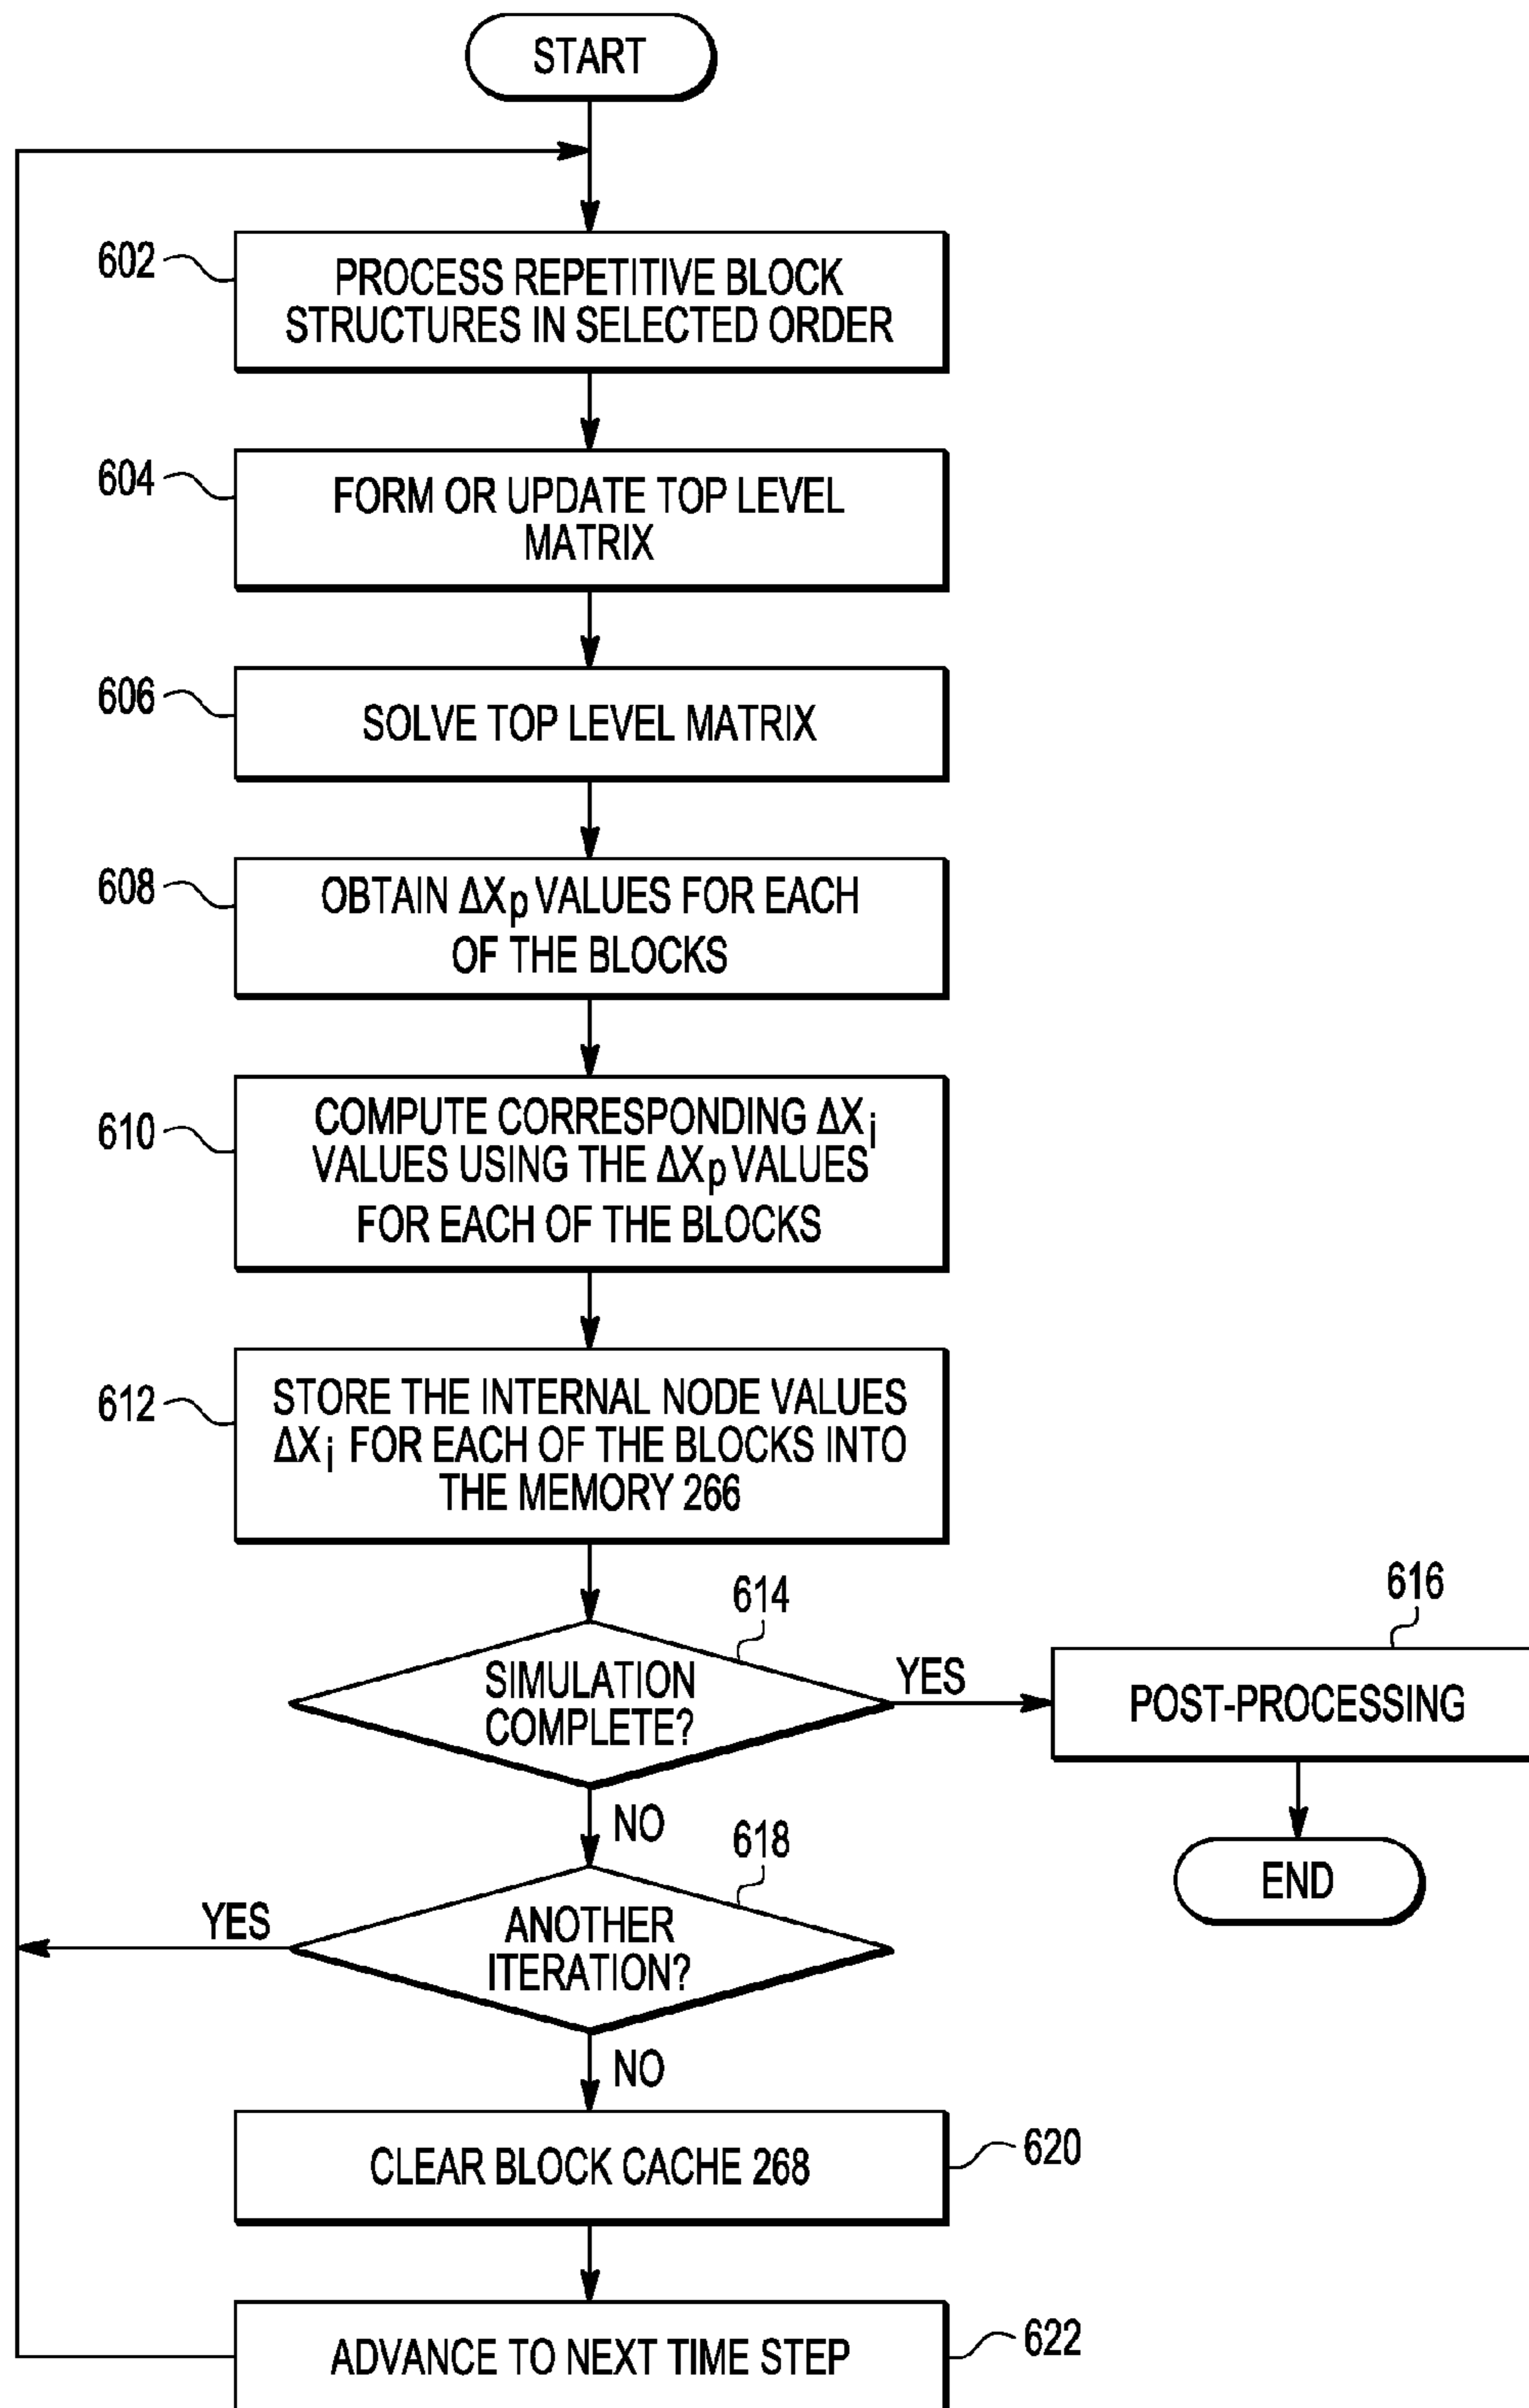 START
602
PROCESS REPETITIVE BLOCK
STRUCTURES IN SELECTED ORDER
604
FORM OR UPDATE TOP LEVEL
MATRIX
606
SOLVE TOP LEVEL MATRIX
608
OBTAIN ΔXp VALUES FOR EACH
OF THE BLOCKS
610
COMPUTE CORRESPONDING ΔXi
VALUES USING THE ΔXp VALUES
FOR EACH OF THE BLOCKS
612
STORE THE INTERNAL NODE VALUES
ΔXi FOR EACH OF THE BLOCKS INTO
THE MEMORY 266
614
SIMULATION
COMPLETE?
YES
616
POST-PROCESSING
END
NO
618
ANOTHER
ITERATION?
YES
NO
CLEAR BLOCK CACHE 268
620
ADVANCE TO NEXT TIME STEP
622